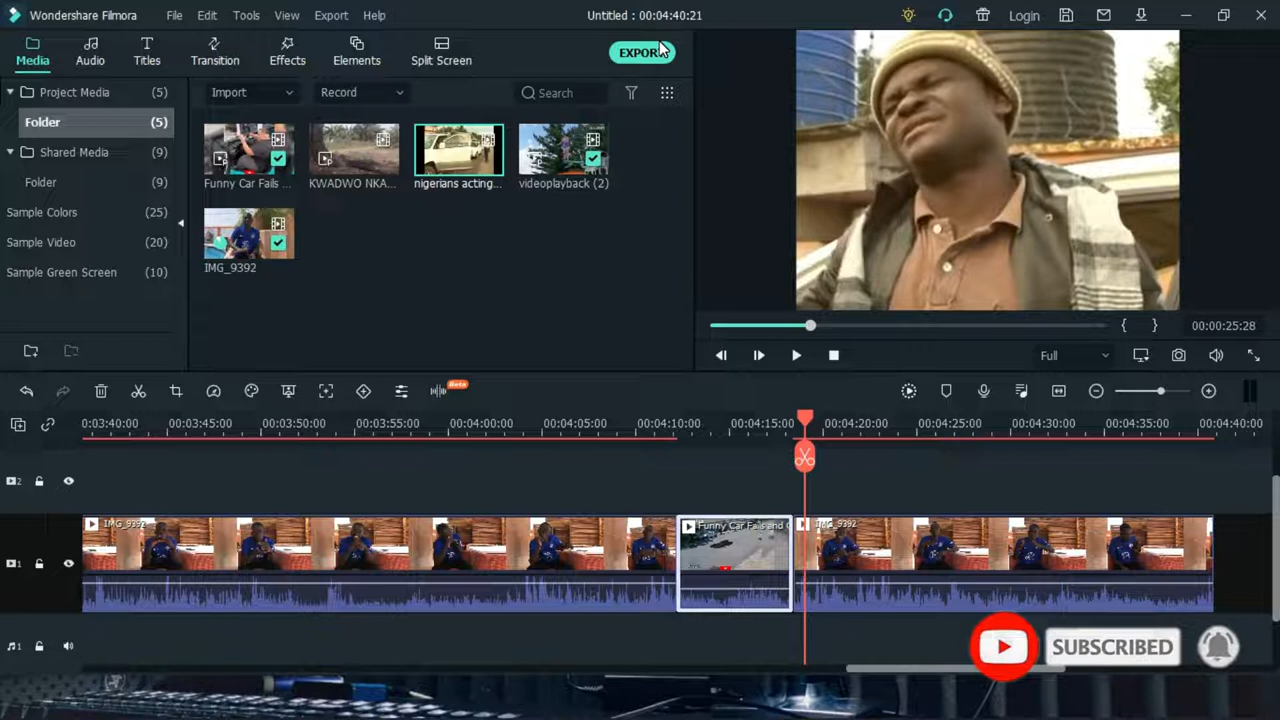 Wondershare Filmora File Edit Tools View Export Help Untitled : 00:04:40:21 Login
Media Audio Titles Transition Effects Elements Split Screen EXPORT
Project Media (5) Import Record Search
Folder (5)
Shared Media (9)
Folder (9)
Sample Colors (25)
Sample Video (20)
Sample Green Screen (10)
Funny Car Fails ... KWADWO NKA... nigerians acting... videoplayback (2)
IMG_9392
{ } 00:00:25:28
Full
Beta
0:03:40:00 00:03:45:00 00:03:50:00 00:03:55:00 00:04:00:00 00:04:05:00 00:04:10:00 00:04:15:00 00:04:20:00 00:04:25:00 00:04:30:00 00:04:35:00 00:04:40:00
2
IMG_9392 Funny Car Fails and IMG_9392
1
1
SUBSCRIBED